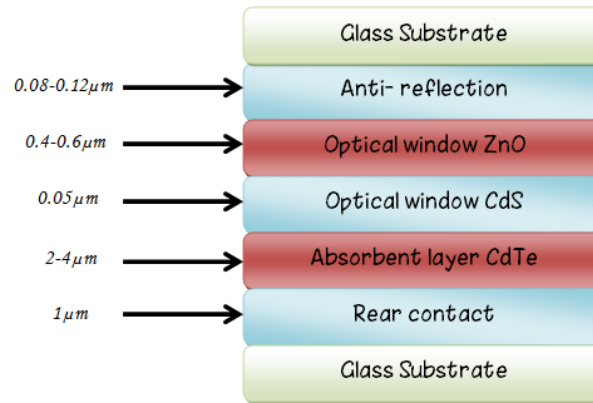 Glass Substrate
0.08-0.12μm Anti- reflection
0.4-0.6μm Optical window ZnO
0.05μm Optical window CdS
2-4μm Absorbent layer CdTe
1μm Rear contact
Glass Substrate